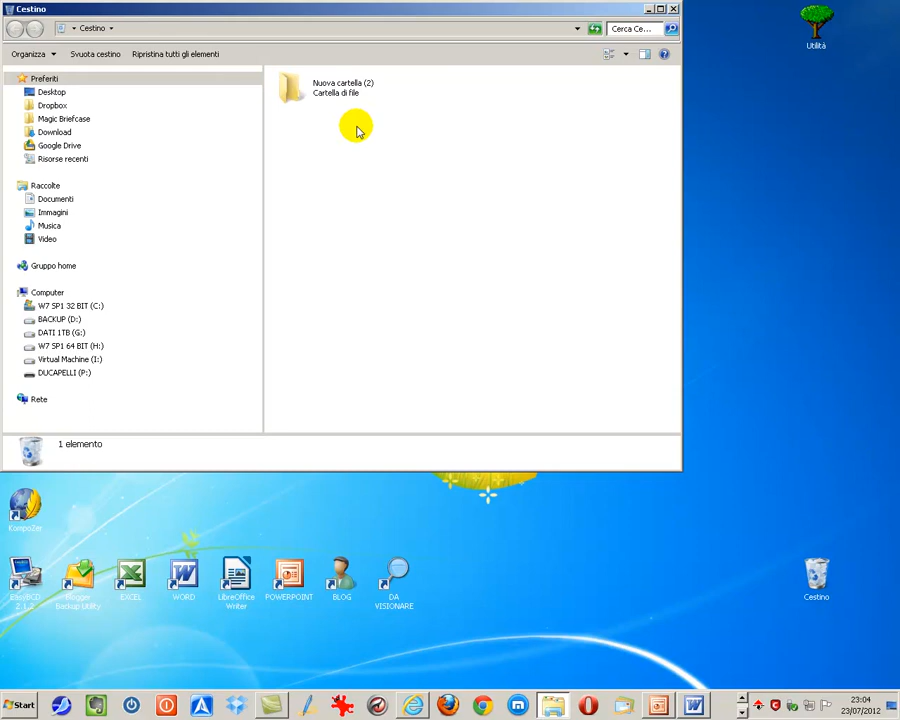 Cestino
Cestino
Cerca Ce...
Organizza
Svuota cestino
Ripristina tutti gli elementi
Preferiti
Desktop
Dropbox
Magic Briefcase
Download
Google Drive
Risorse recenti
Raccolte
Documenti
Immagini
Musica
Video
Gruppo home
Computer
W7 SP1 32 BIT (C:)
BACKUP (D:)
DATI 1TB (G:)
W7 SP1 64 BIT (H:)
Virtual Machine (I:)
DUCAPELLI (P:)
Rete
Nuova cartella (2)
Cartella di file
1 elemento
Utilità
KompoZer
EasyBCD
2.1.2
Blogger
Backup Utility
EXCEL
WORD
LibreOffice
Writer
POWERPOINT
BLOG
DA
VISIONARE
Cestino
Start
23:04
23/07/2012